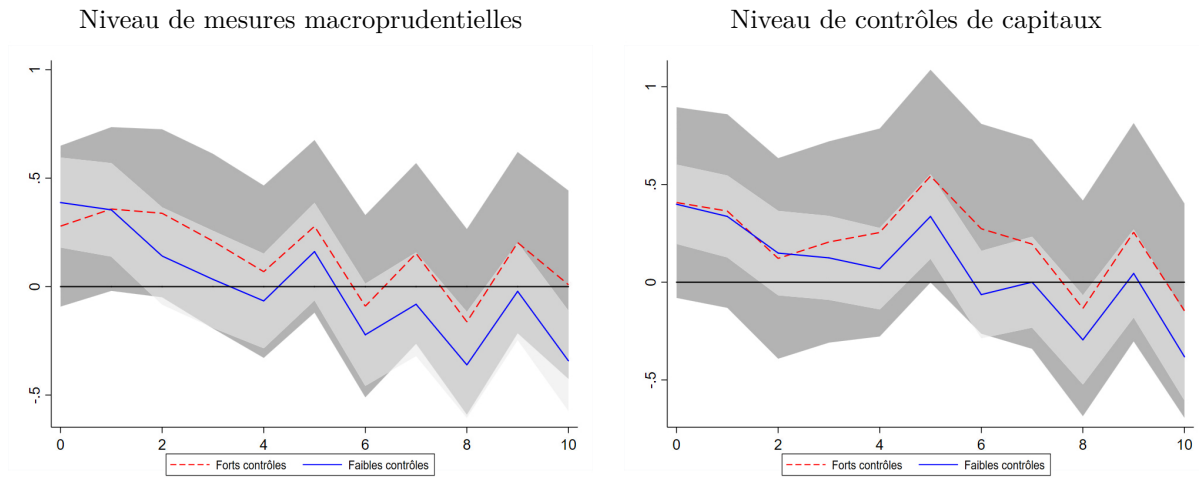 Niveau de mesures macroprudentielles
Niveau de contrôles de capitaux
1
.5
0
-.5
0 2 4 6 8 10
Forts contrôles Faibles contrôles
1
.5
0
-.5
0 2 4 6 8 10
Forts contrôles Faibles contrôles